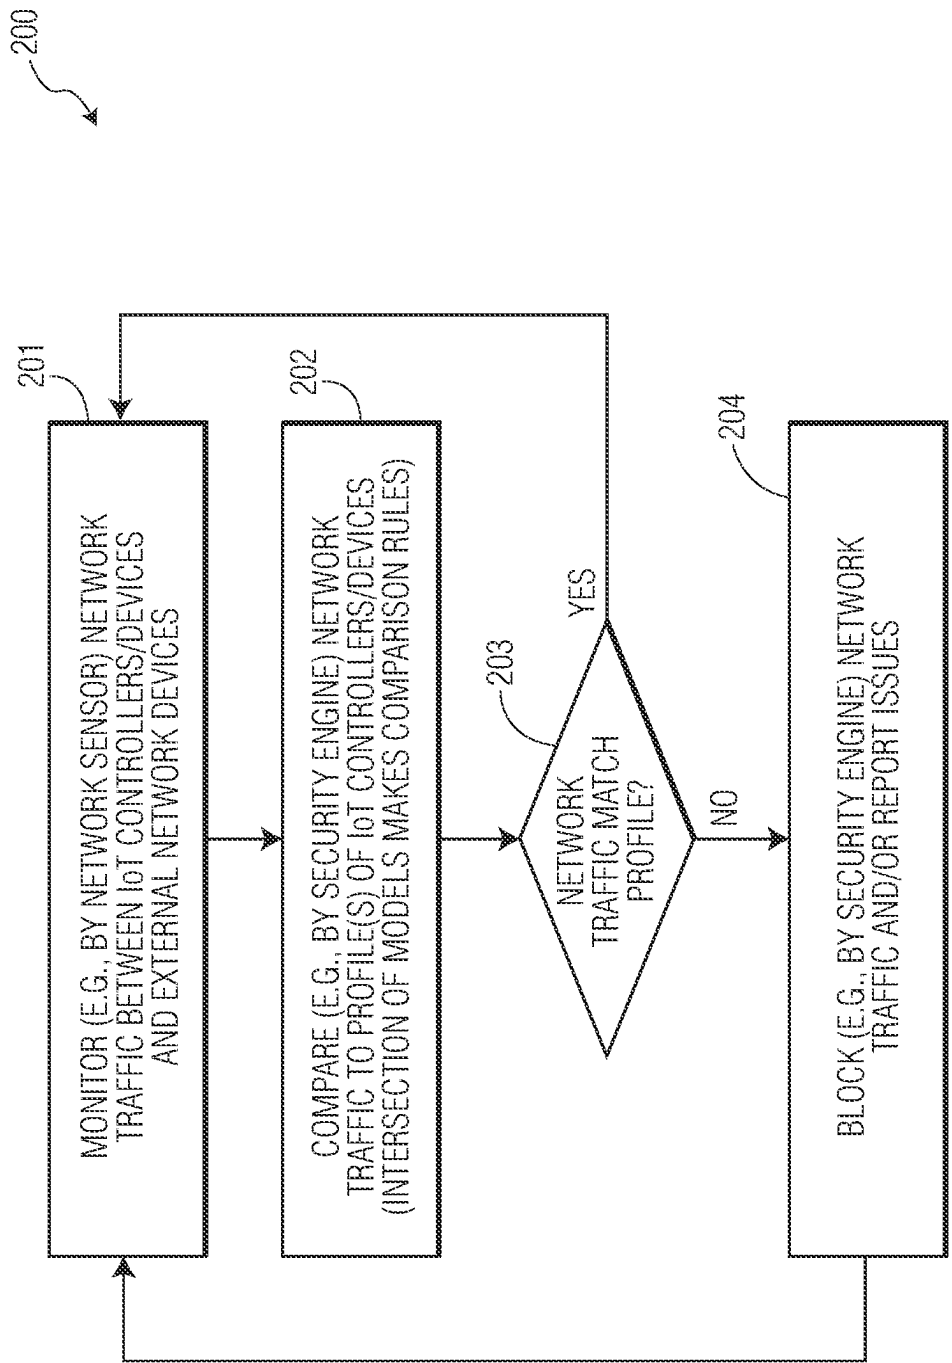 200
201
MONITOR (E.G., BY NETWORK SENSOR) NETWORK
TRAFFIC BETWEEN IoT CONTROLLERS/DEVICES
AND EXTERNAL NETWORK DEVICES
202
COMPARE (E.G., BY SECURITY ENGINE) NETWORK
TRAFFIC TO PROFILE(S) OF IoT CONTROLLERS/DEVICES
(INTERSECTION OF MODELS MAKES COMPARISON RULES)
203
NETWORK
TRAFFIC MATCH
PROFILE?
YES
NO
204
BLOCK (E.G., BY SECURITY ENGINE) NETWORK
TRAFFIC AND/OR REPORT ISSUES